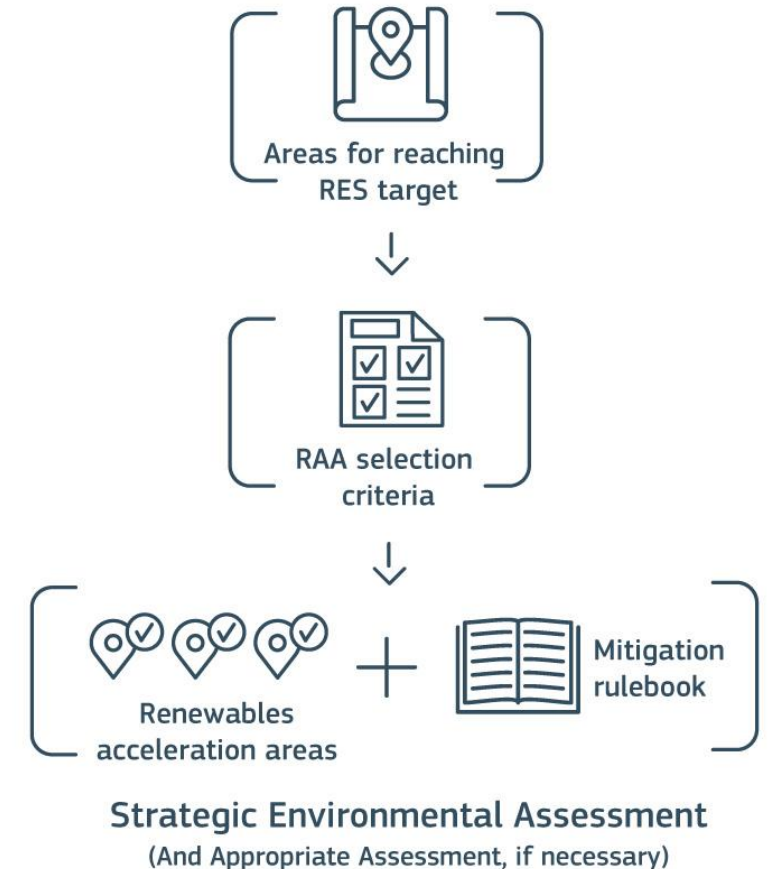 Areas for reaching
RES target
RAA selection
criteria
Renewables
acceleration areas
Mitigation
rulebook
Strategic Environmental Assessment
(And Appropriate Assessment, if necessary)